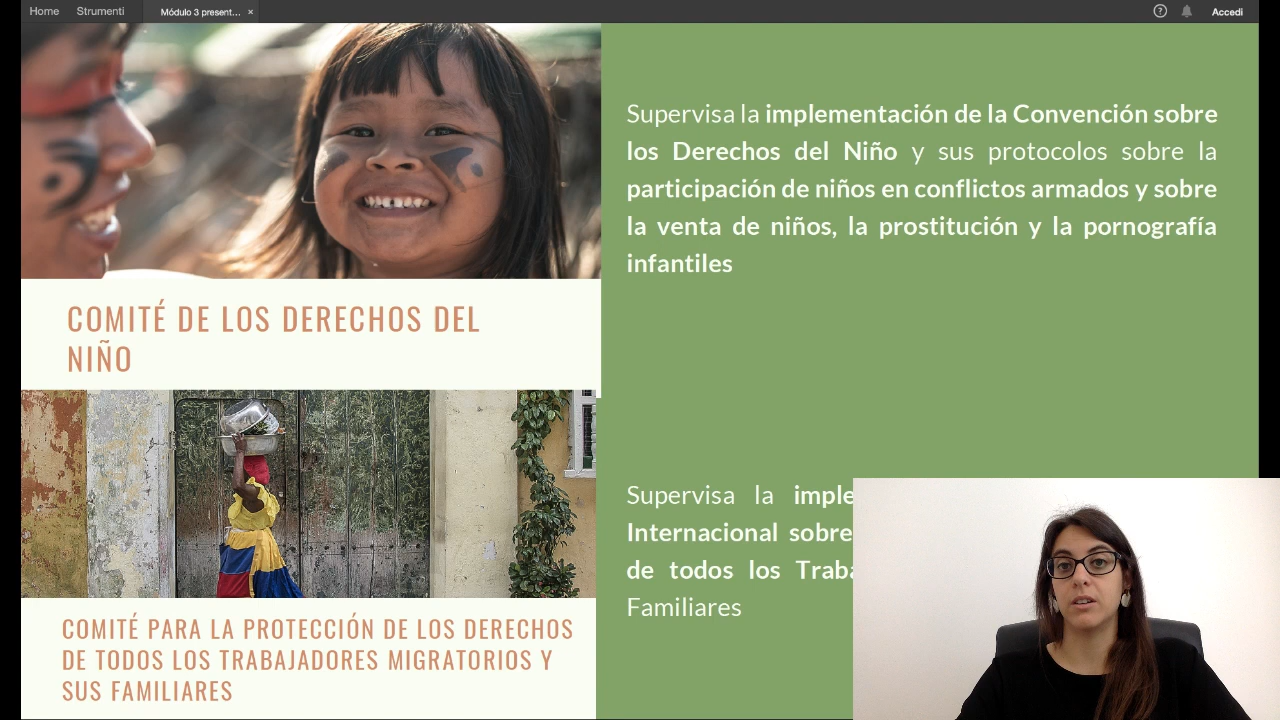 Home Strumenti Módulo 3 present... × ? Accedi
Supervisa la implementación de la Convención sobre
los Derechos del Niño y sus protocolos sobre la
participación de niños en conflictos armados y sobre
la venta de niños, la prostitución y la pornografía
infantiles
COMITÉ DE LOS DERECHOS DEL
NIÑO
Supervisa la imple
Internacional sobre
de todos los Traba
Familiares
COMITÉ PARA LA PROTECCIÓN DE LOS DERECHOS
DE TODOS LOS TRABAJADORES MIGRATORIOS Y
SUS FAMILIARES